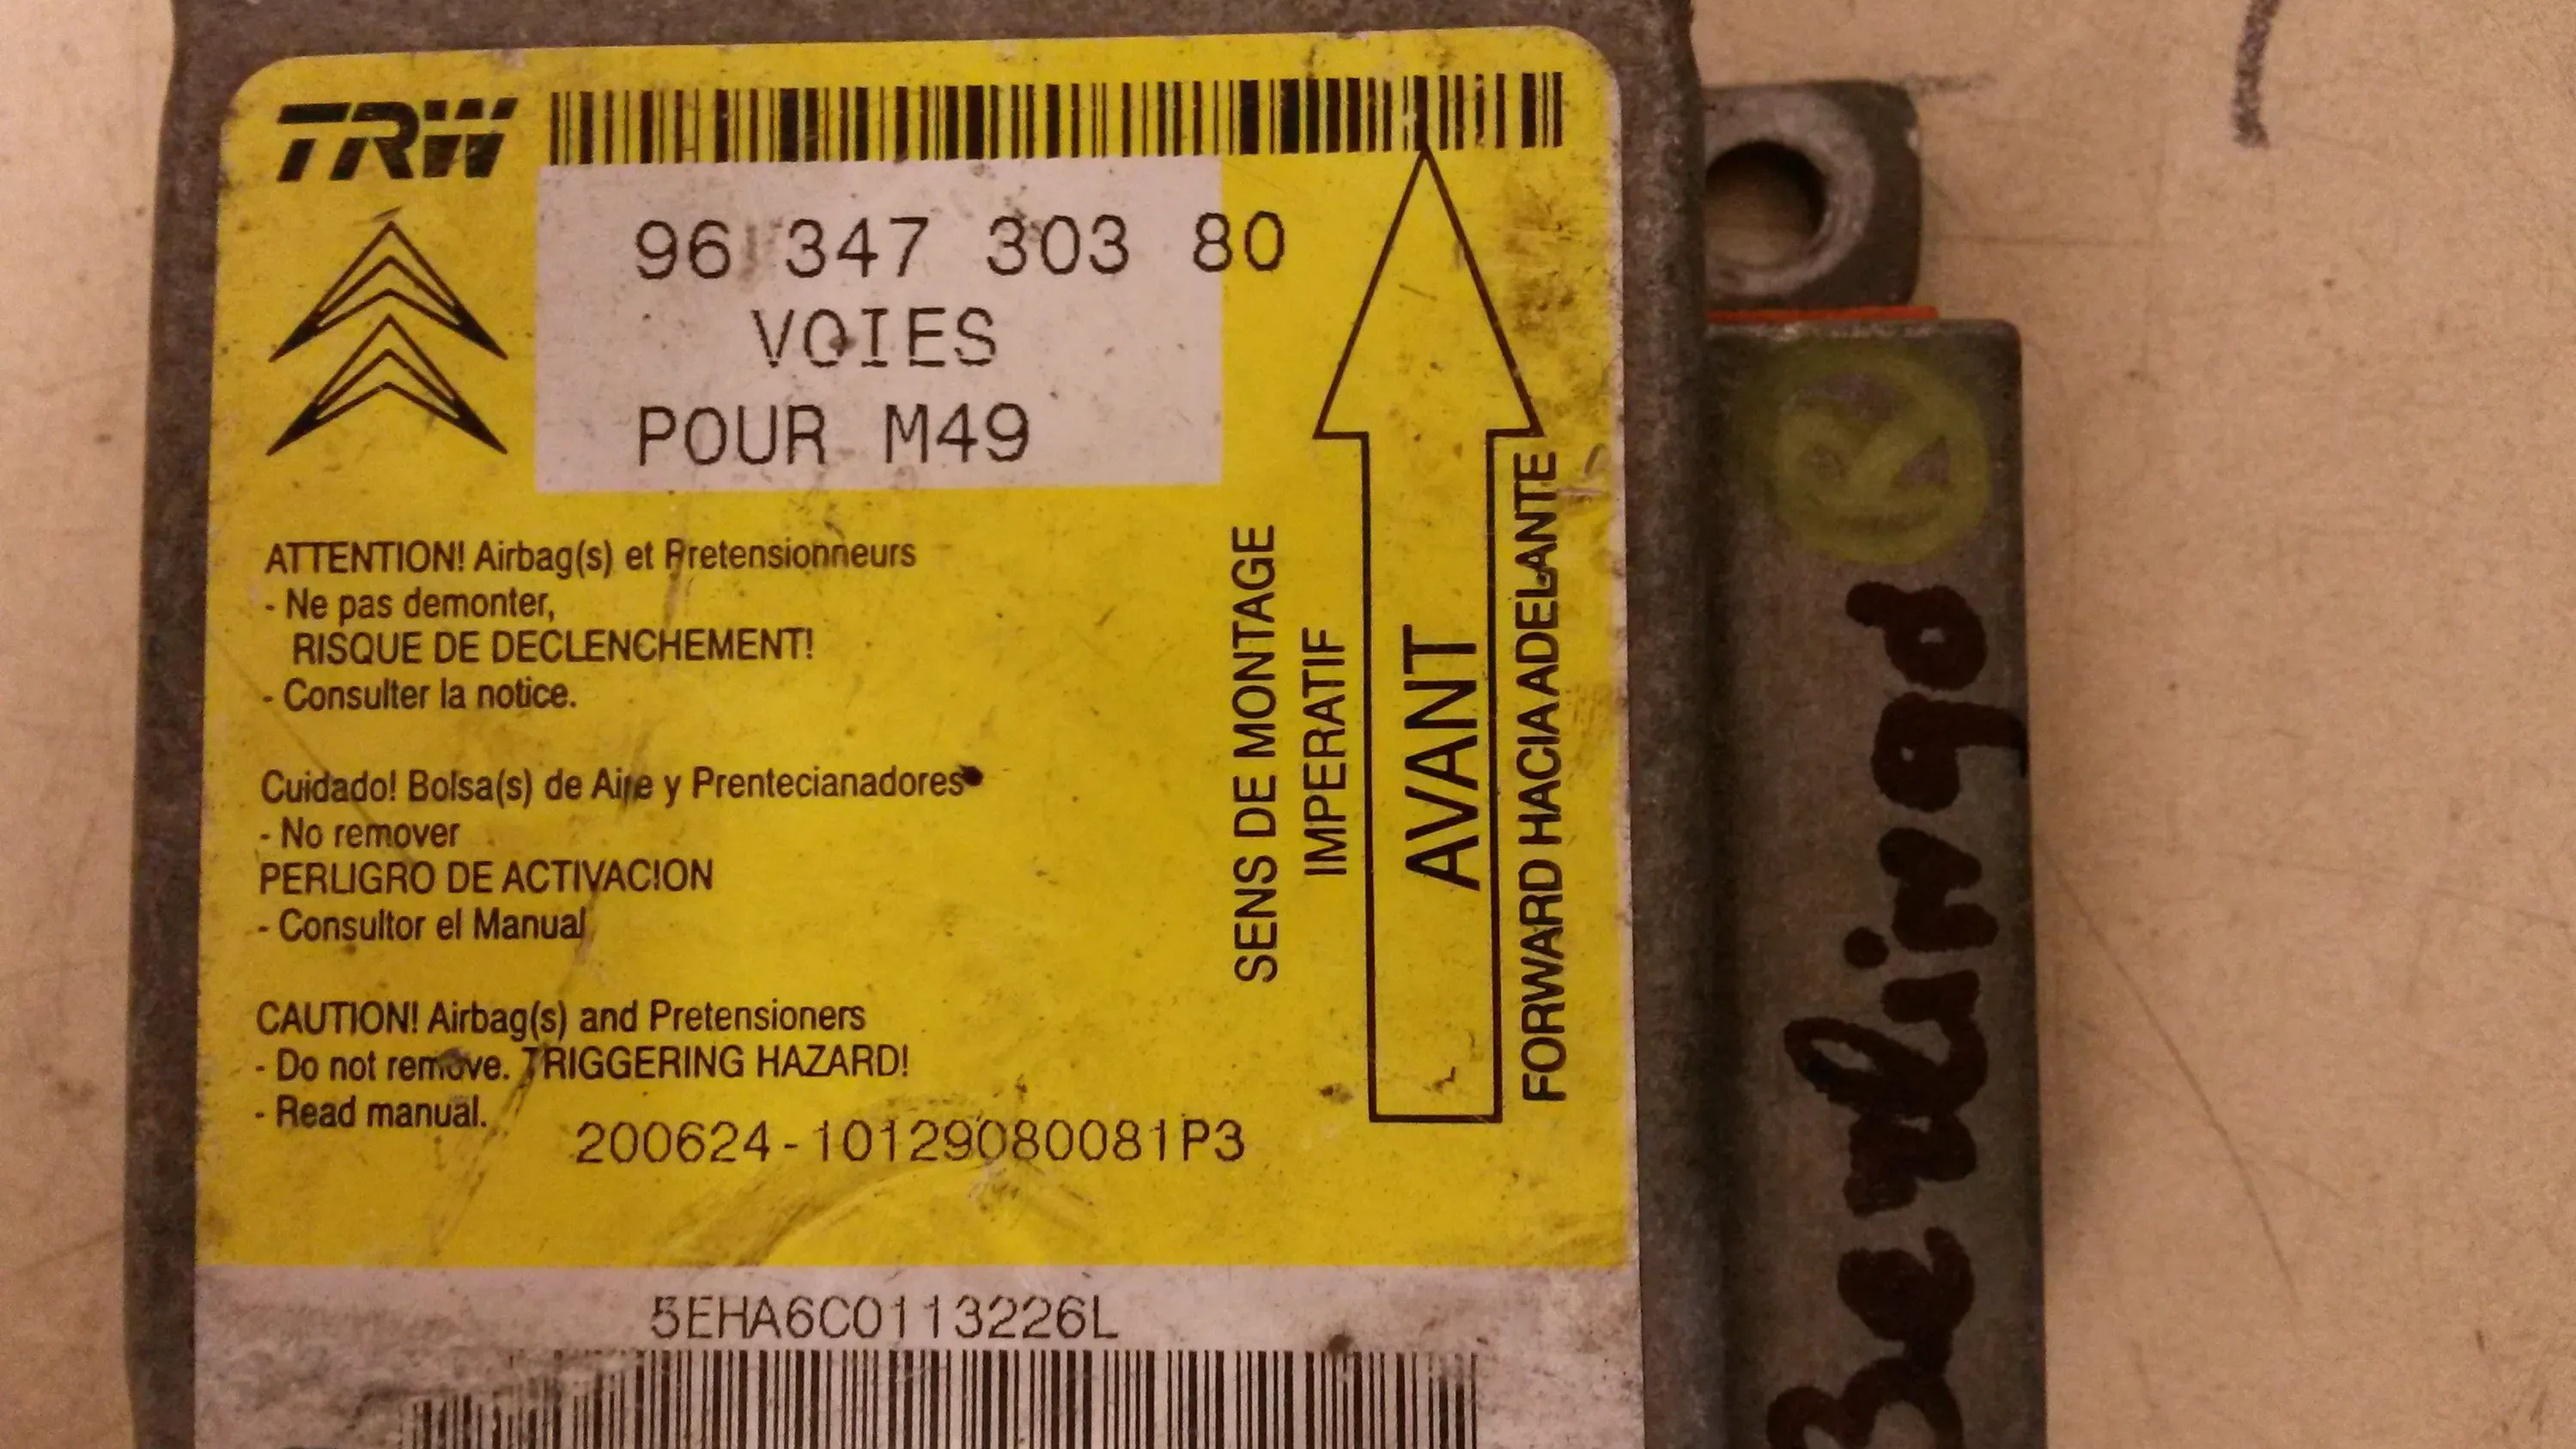 TRW
96 347 303 80
VOIES
POUR M49
ATTENTION! Airbag(s) et Pretensionneurs
- Ne pas demonter,
RISQUE DE DECLENCHEMENT!
- Consulter la notice.
Cuidado! Bolsa(s) de Aire y Prentecianadores
- No remover
PERLIGRO DE ACTIVACION
- Consultor el Manual
CAUTION! Airbag(s) and Pretensioners
- Do not remove. TRIGGERING HAZARD!
- Read manual.
200624-10129080081P3
SENS DE MONTAGE
IMPERATIF
AVANT
FORWARD HACIA ADELANTE
5EHA6C0113226L
Berlingo